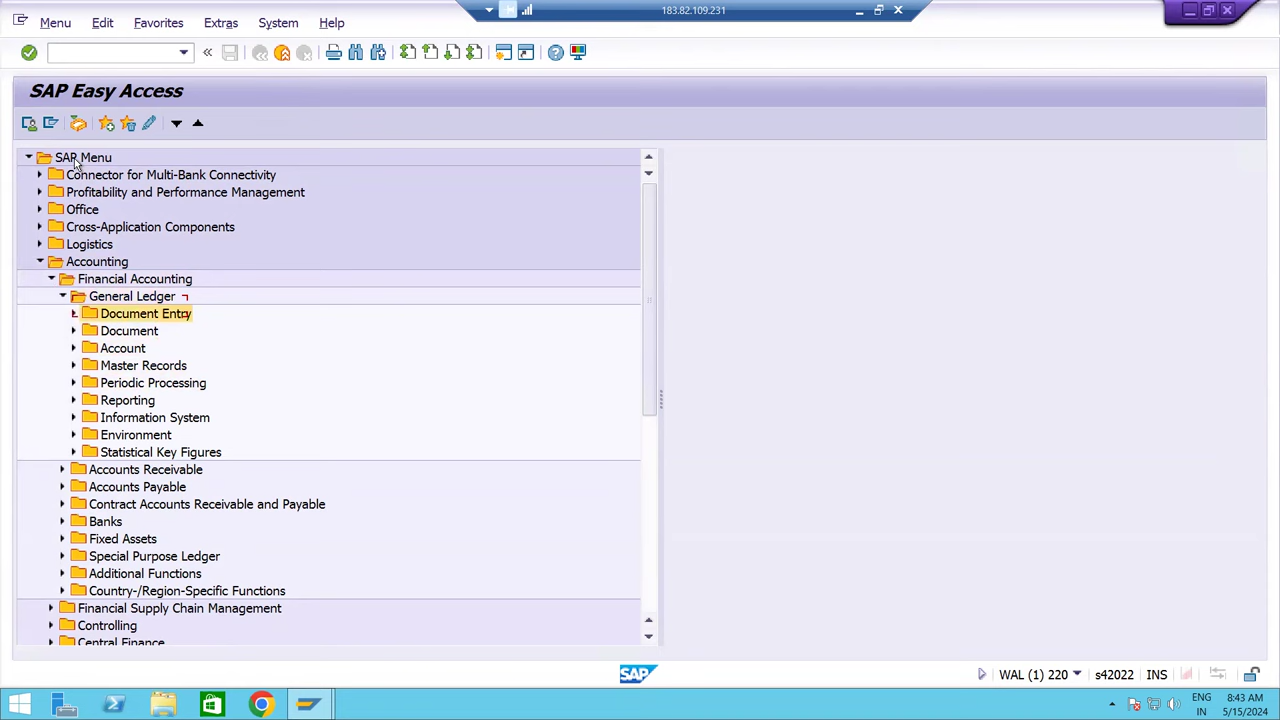 183.82.109.231
Menu Edit Favorites Extras System Help
SAP Easy Access
SAP Menu
Connector for Multi-Bank Connectivity
Profitability and Performance Management
Office
Cross-Application Components
Logistics
Accounting
Financial Accounting
General Ledger
Document Entry
Document
Account
Master Records
Periodic Processing
Reporting
Information System
Environment
Statistical Key Figures
Accounts Receivable
Accounts Payable
Contract Accounts Receivable and Payable
Banks
Fixed Assets
Special Purpose Ledger
Additional Functions
Country-/Region-Specific Functions
Financial Supply Chain Management
Controlling
Central Finance
SAP WAL (1) 220 s42022 INS
ENG 8:43 AM
IN 5/15/2024